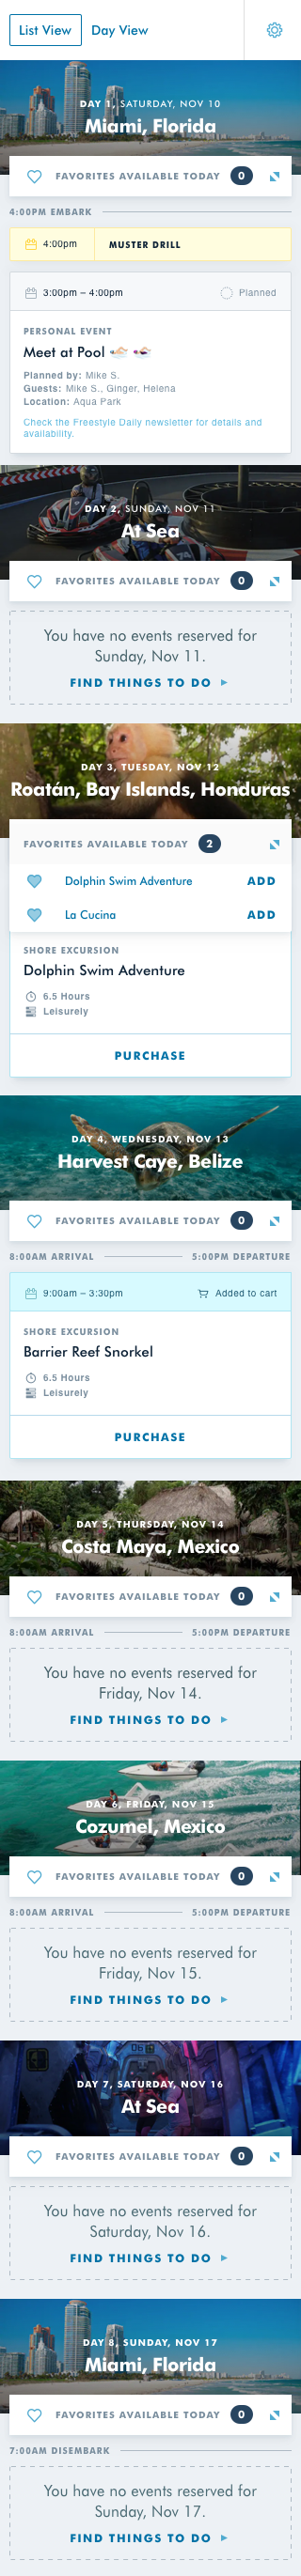 List View
Day View
DAY 1, SATURDAY, NOV 10
Miami, Florida
FAVORITES AVAILABLE TODAY 0
4:00PM EMBARK
4:00pm MUSTER DRILL
3:00pm – 4:00pm Planned
PERSONAL EVENT
Meet at Pool
Planned by: Mike S.
Guests: Mike S., Ginger, Helena
Location: Aqua Park
Check the Freestyle Daily newsletter for details and
availability.
DAY 2, SUNDAY, NOV 11
At Sea
FAVORITES AVAILABLE TODAY 0
You have no events reserved for
Sunday, Nov 11.
FIND THINGS TO DO
DAY 3, TUESDAY, NOV 12
Roatán, Bay Islands, Honduras
FAVORITES AVAILABLE TODAY 2
Dolphin Swim Adventure ADD
La Cucina ADD
SHORE EXCURSION
Dolphin Swim Adventure
6.5 Hours
Leisurely
PURCHASE
DAY 4, WEDNESDAY, NOV 13
Harvest Caye, Belize
FAVORITES AVAILABLE TODAY 0
8:00AM ARRIVAL 5:00PM DEPARTURE
9:00am – 3:30pm Added to cart
SHORE EXCURSION
Barrier Reef Snorkel
6.5 Hours
Leisurely
PURCHASE
DAY 5, THURSDAY, NOV 14
Costa Maya, Mexico
FAVORITES AVAILABLE TODAY 0
8:00AM ARRIVAL 5:00PM DEPARTURE
You have no events reserved for
Friday, Nov 14.
FIND THINGS TO DO
DAY 6, FRIDAY, NOV 15
Cozumel, Mexico
FAVORITES AVAILABLE TODAY 0
8:00AM ARRIVAL 5:00PM DEPARTURE
You have no events reserved for
Friday, Nov 15.
FIND THINGS TO DO
DAY 7, SATURDAY, NOV 16
At Sea
FAVORITES AVAILABLE TODAY 0
You have no events reserved for
Saturday, Nov 16.
FIND THINGS TO DO
DAY 8, SUNDAY, NOV 17
Miami, Florida
FAVORITES AVAILABLE TODAY 0
7:00AM DISEMBARK
You have no events reserved for
Sunday, Nov 17.
FIND THINGS TO DO